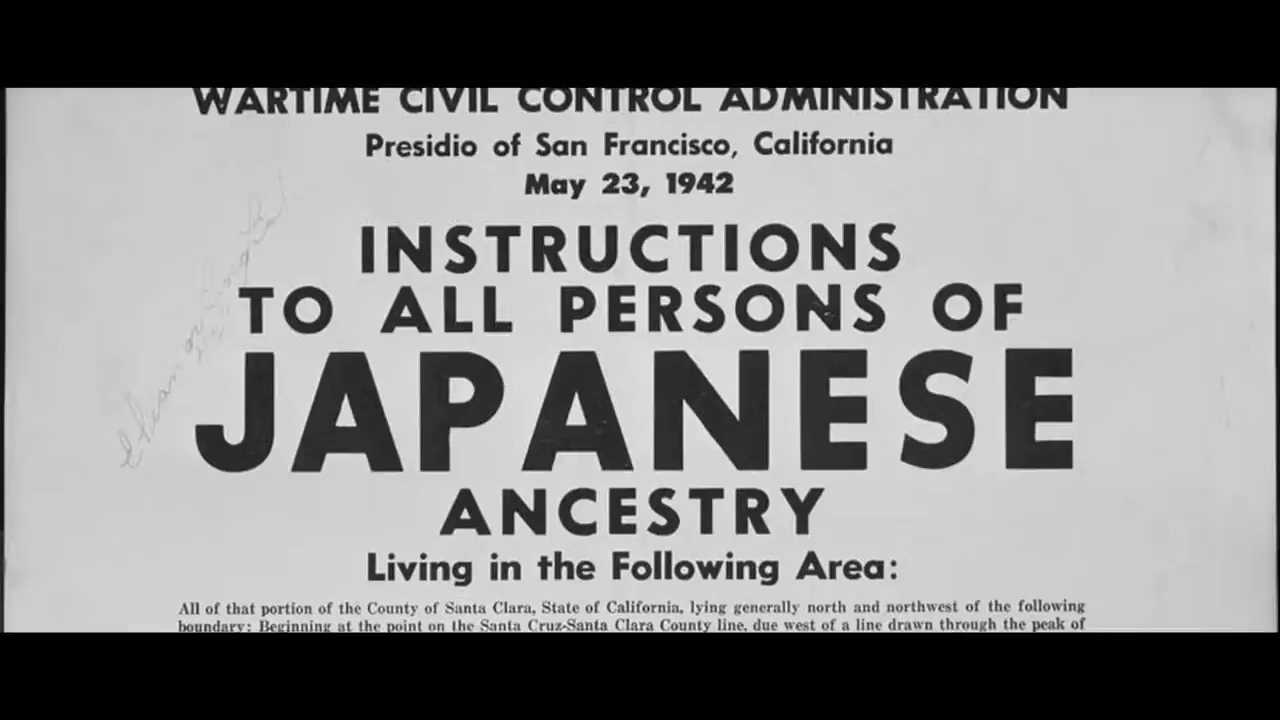 WARTIME CIVIL CONTROL ADMINISTRATION
Presidio of San Francisco, California
May 23, 1942
INSTRUCTIONS
TO ALL PERSONS OF
JAPANESE
ANCESTRY
Living in the Following Area:
All of that portion of the County of Santa Clara, State of California, lying generally north and northwest of the following
boundary: Beginning at the point on the Santa Cruz-Santa Clara County line, due west of a line drawn through the peak of